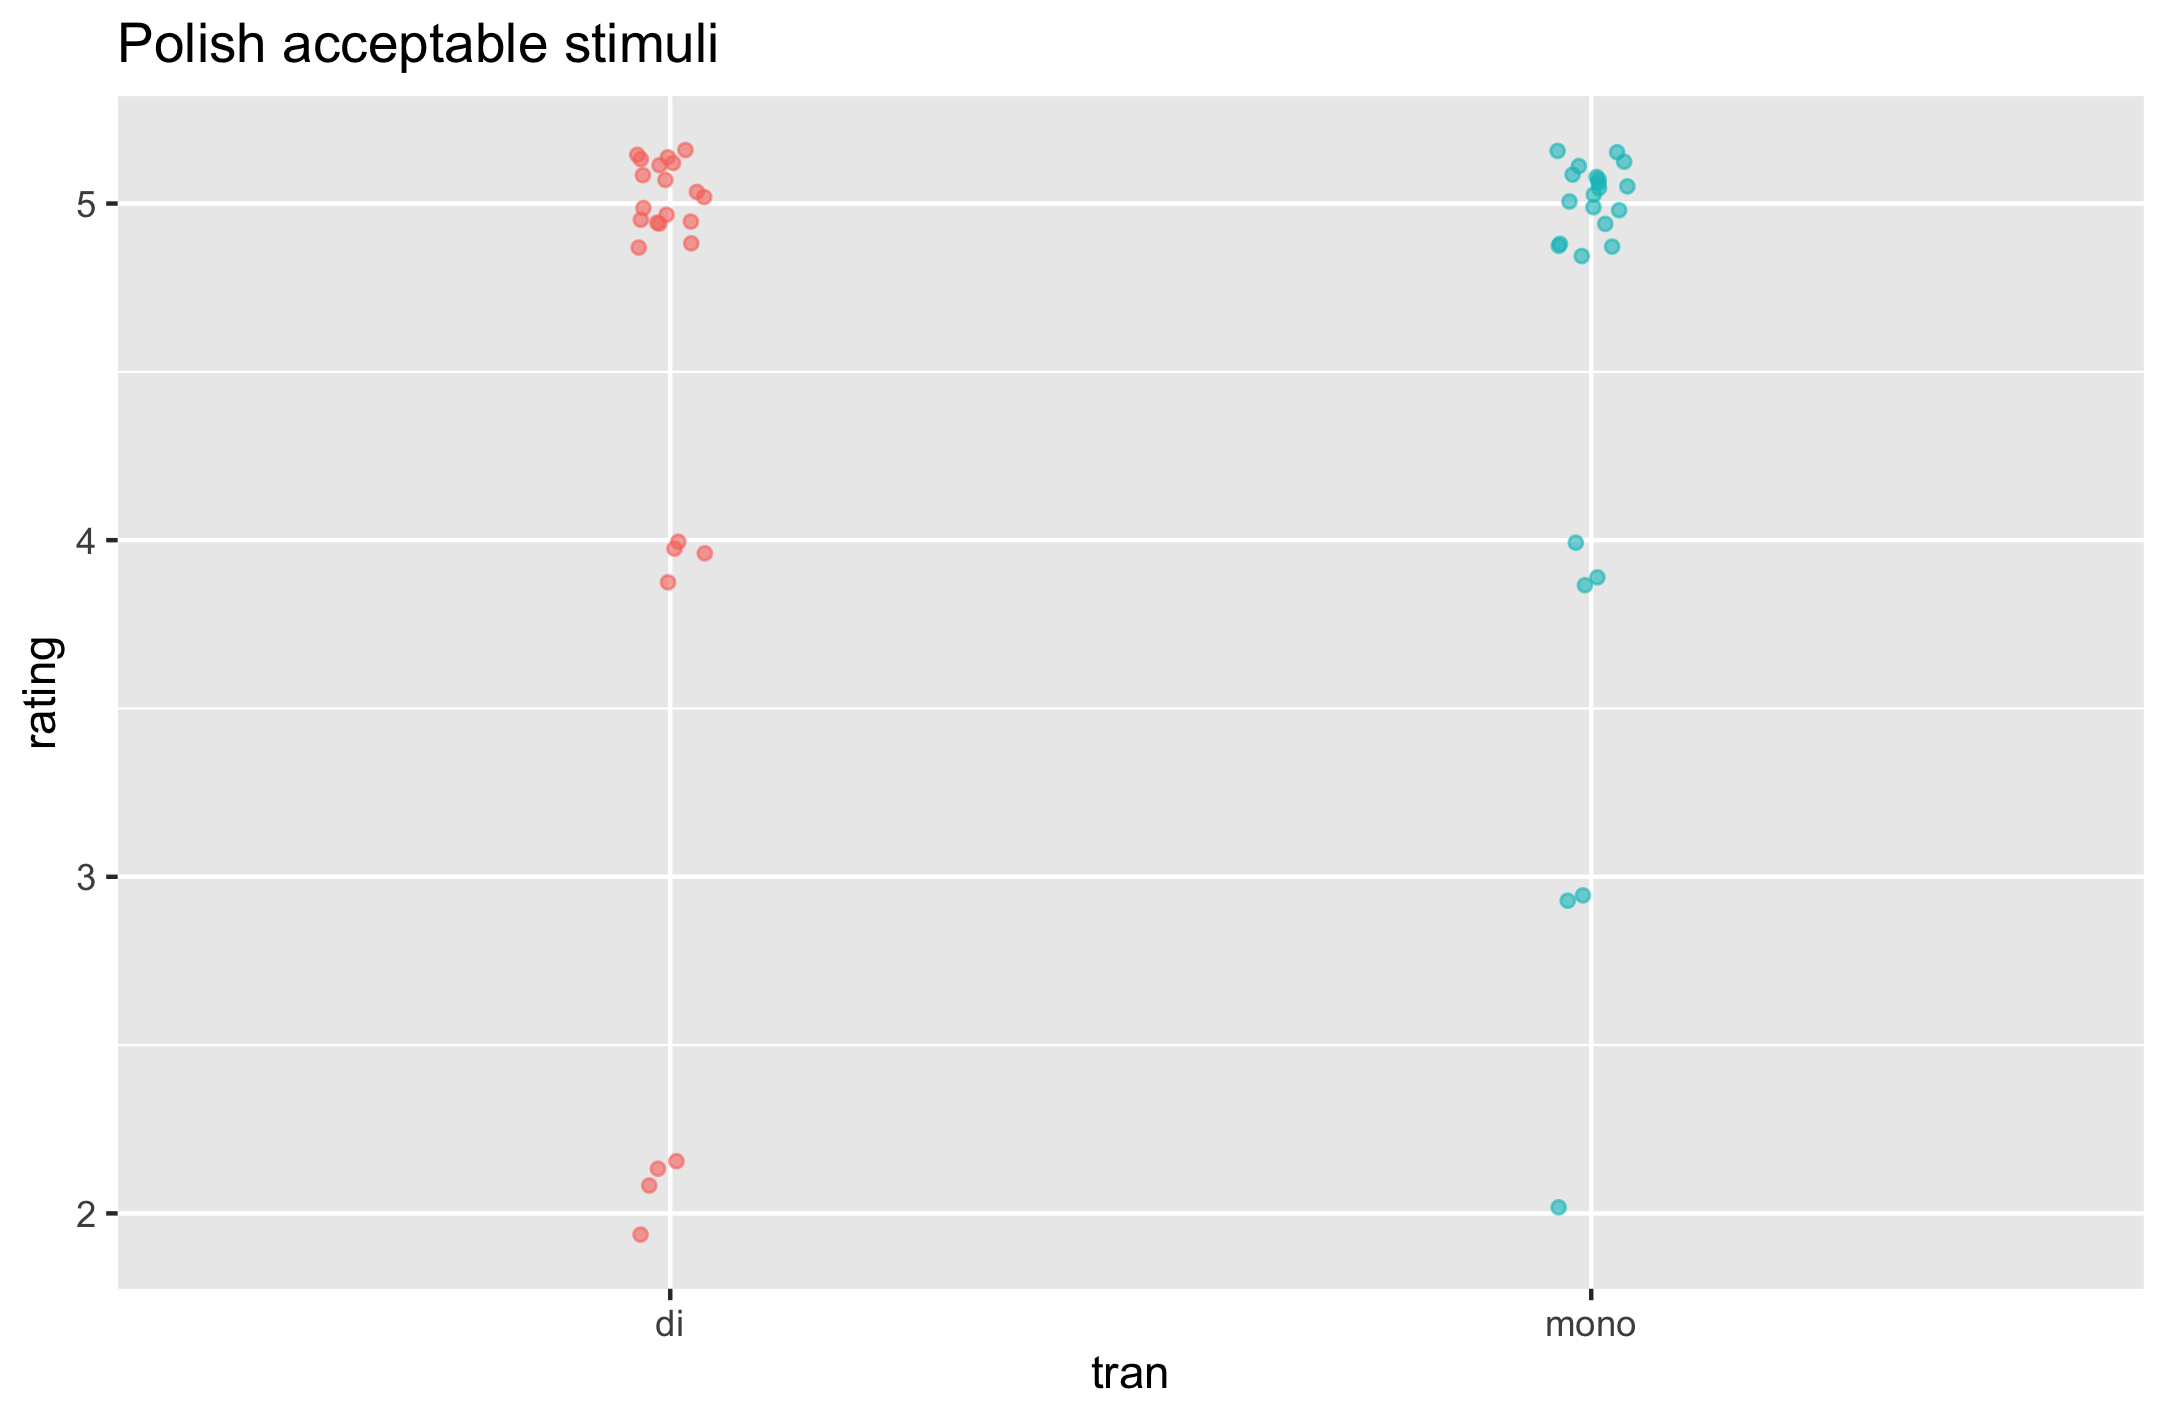 Polish acceptable stimuli
5
4
3
2
rating
di
mono
tran